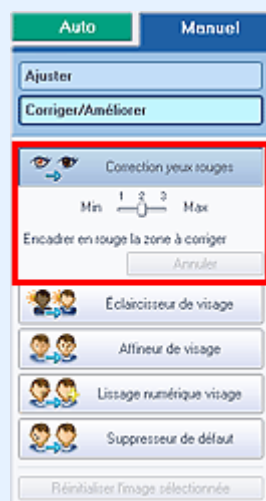 Auto Manuel
Ajuster
Corriger/Améliorer
Correction yeux rouges
1 2 3
Min Max
Encadrer en rouge la zone à corriger
Annuler
Éclaircisseur de visage
Affineur de visage
Lissage numérique visage
Suppresseur de défaut
Réinitialiser l'image sélectionnée